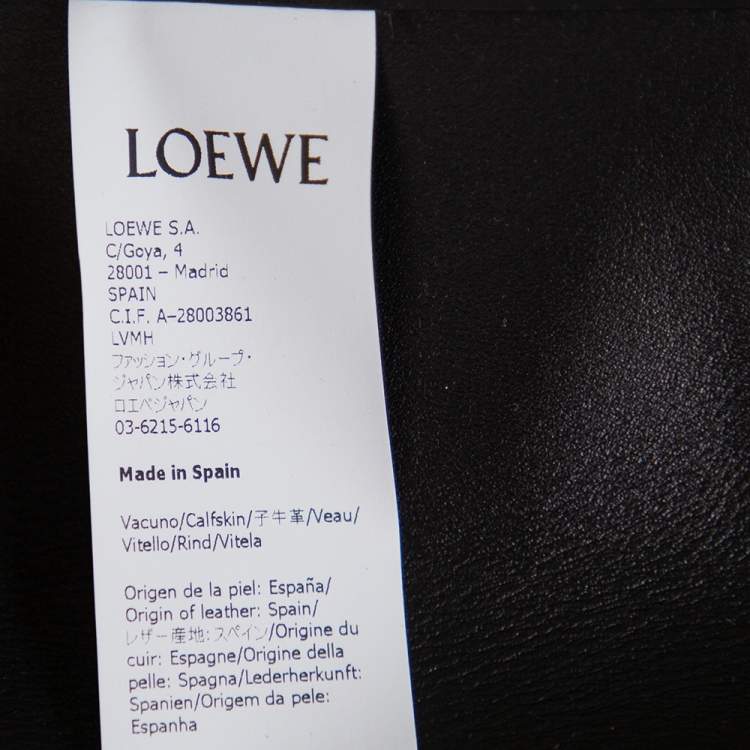 LOEWE
LOEWE S.A.
C/Goya, 4
28001 – Madrid
SPAIN
C.I.F. A–28003861
LVMH
ファッション・グループ・
ジャパン株式会社
ロエベジャパン
03-6215-6116
Made in Spain
Vacuno/Calfskin/子牛革/Veau/
Vitello/Rind/Vitela
Origen de la piel: España/
Origin of leather: Spain/
レザー産地: スペイン/Origine du
cuir: Espagne/Origine della
pelle: Spagna/Lederherkunft:
Spanien/Origem da pele:
Espanha